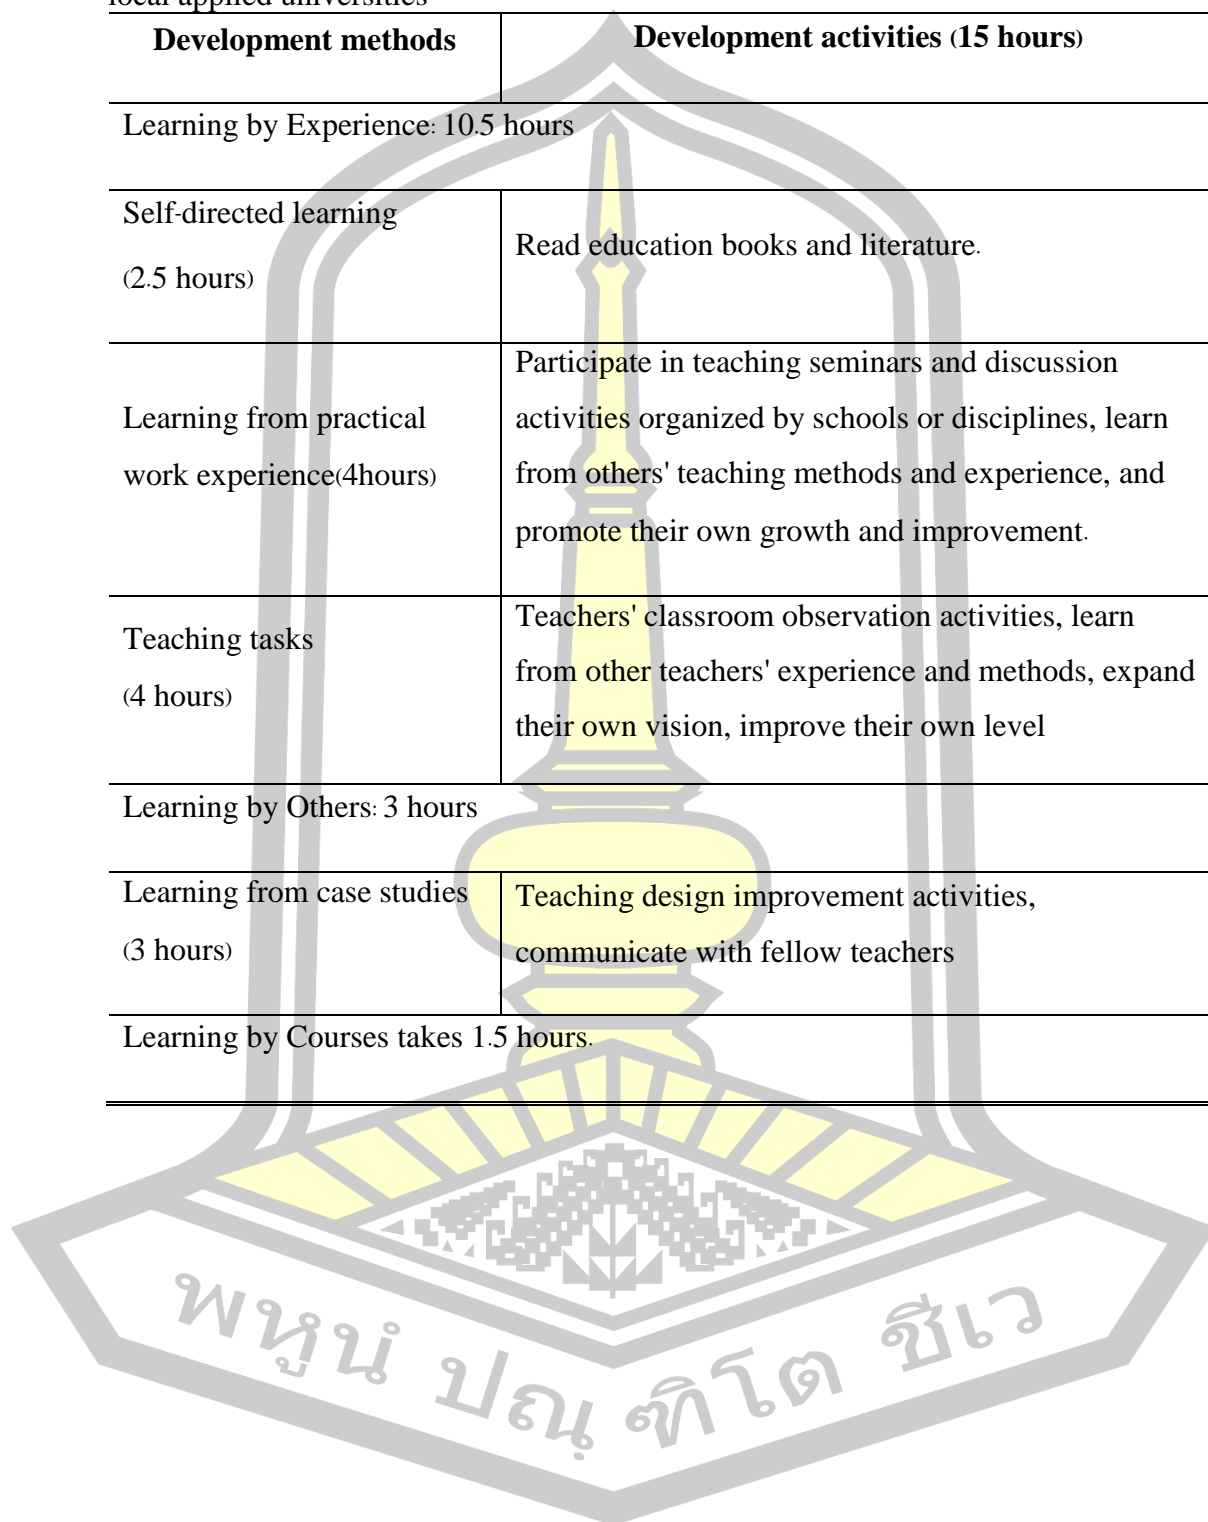 local applied universities
Development methods
Development activities (15 hours)
Learning by Experience: 10.5 hours
Self-directed learning
(2.5 hours)
Read education books and literature.
Learning from practical
work experience(4hours)
Participate in teaching seminars and discussion
activities organized by schools or disciplines, learn
from others' teaching methods and experience, and
promote their own growth and improvement.
Teaching tasks
(4 hours)
Teachers' classroom observation activities, learn
from other teachers' experience and methods, expand
their own vision, improve their own level
Learning by Others: 3 hours
Learning from case studies
(3 hours)
Teaching design improvement activities,
communicate with fellow teachers
Learning by Courses takes 1.5 hours.
พหูนํ ปณฺฑิโต ชีเว